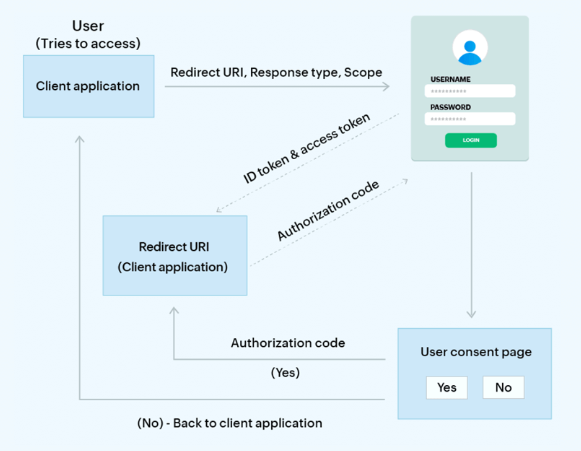 User
(Tries to access)
Client application
Redirect URI, Response type, Scope
USERNAME
**********
PASSWORD
**********
LOGIN
ID token & access token
Authorization code
Redirect URI
(Client application)
Authorization code
(Yes)
User consent page
Yes
No
(No) - Back to client application